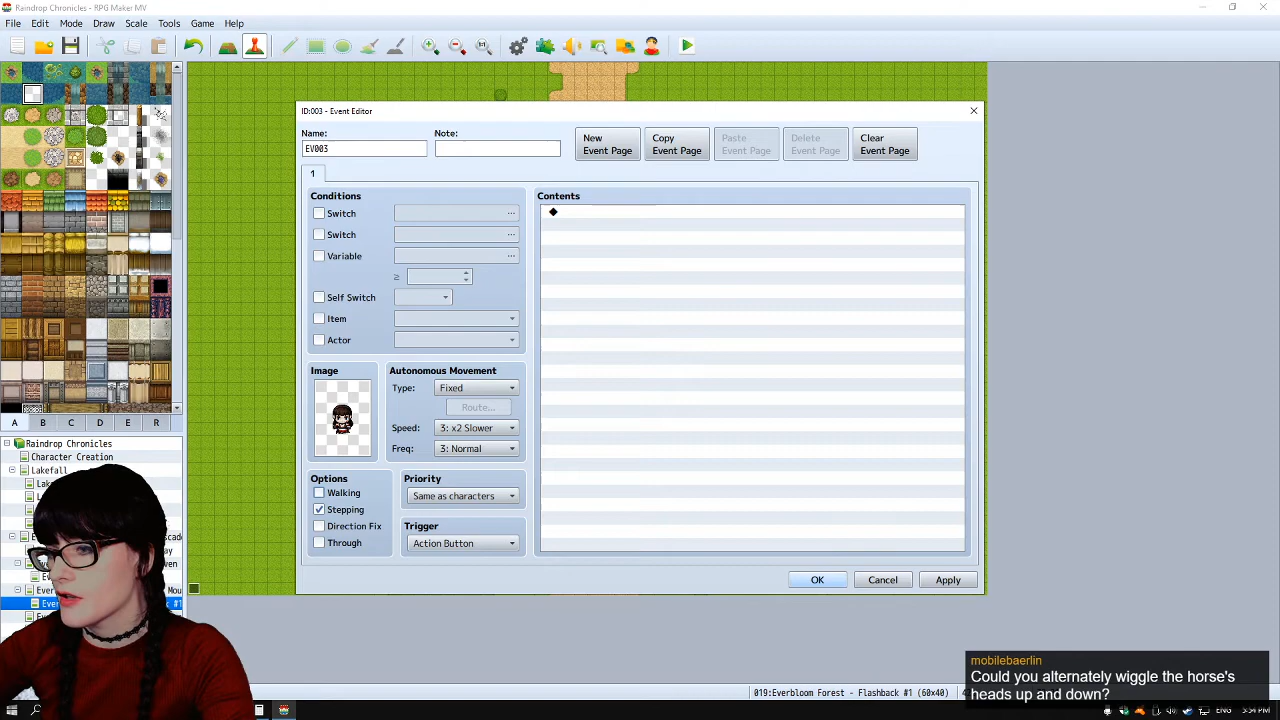 Raindrop Chronicles - RPG Maker MV
File Edit Mode Draw Scale Tools Game Help
ID:003 - Event Editor
Name:
Note:
EV003
New
Event Page
Copy
Event Page
Paste
Event Page
Delete
Event Page
Clear
Event Page
1
Conditions
Switch
Switch
Variable
≥
Self Switch
Item
Actor
Image
Autonomous Movement
Type: Fixed
Route...
Speed: 3: x2 Slower
Freq: 3: Normal
Options
Walking
Stepping
Direction Fix
Through
Priority
Same as characters
Trigger
Action Button
Contents
OK Cancel Apply
A B C D E R
Raindrop Chronicles
Character Creation
Lakefall
019:Everbloom Forest - Flashback #1 (60x40)
mobilebaerlin
Could you alternately wiggle the horse's
heads up and down?
ENG